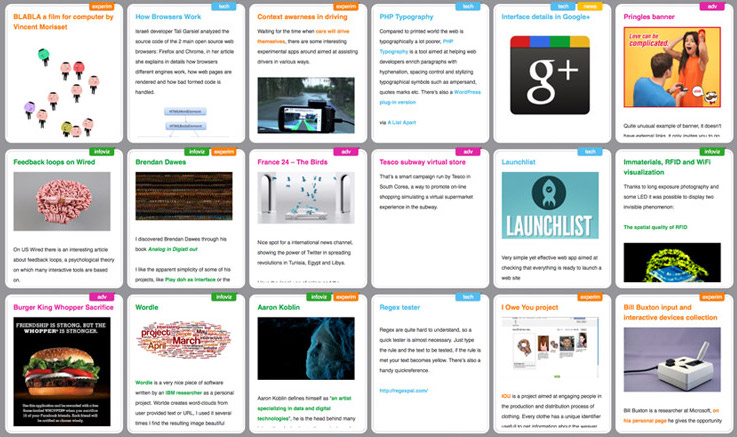 experim
BLABLA a film for computer by
Vincent Morisset
tech
How Browsers Work
Israeli developer Tali Garsiel analyzed the
source code of the 2 main open source web
browsers: Firefox and Chrome, in her article
she explains in details how browsers
different engines work, how web pages are
rendered and how bad formed code is
handled.
HTMLHtmlElement
HTMLBodyElement
experim
Context awarness in driving
Waiting for the time when cars will drive
themselves, there are some interesting
experimental apps around aimed at assisting
drivers in various ways.
tech
PHP Typography
Compared to printed world the web is
typographically a lot poorer, PHP
Typography is a tool aimed at helping web
developers enrich paragraphs with
hyphenation, spacing control and stylizing
typographical symbols such as ampersand,
quotes marks etc. There's also a WordPress
plug-in version
via A List Apart
tech
news
Interface details in Google+
g+
adv
Pringles banner
Love can be
complicated.
Quite unusual example of banner, it doesn't
have external links, it only invites you to go
infoviz
Feedback loops on Wired
On US Wired there is an interesting article
about feedback loops, a psychological theory
on which many interactive tools are based
on.
infoviz
experim
Brendan Dawes
I discovered Brendan Dawes through his
book Analog in Digital out
I like the apparent simplicity of some of his
projects, like Play doh as interface or the
adv
France 24 – The Birds
Nice spot for a international news channel,
showing the power of Twitter in spreading
revolutions in Tunisia, Egypt and Libya.
adv
Tesco subway virtual store
That's a smart campaign run by Tesco in
South Corea, a way to promote on-line
shopping simulating a virtual supermarket
experience in the subway.
tech
Launchlist
LAUNCHLIST
Very simple yet effective web app aimed at
checking that everything is ready to launch a
web site
infoviz
Immaterials, RFID and WiFi
visualization
Thanks to long exposure photography and
some LED it was possible to display two
invisible phenomenon:
The spatial quality of RFID
adv
Burger King Whopper Sacrifice
FRIENDSHIP IS STRONG. BUT THE
WHOPPER IS STRONGER.
infoviz
Wordle
project
April
March
Wordle is a very nice piece of software
written by an IBM researcher as a personal
project. Wordle creates word-clouds from
user provided text or URL, I used it several
times I find the resulting image beautiful
infoviz
experim
Aaron Koblin
Aaron Koblin defines himself as "an artist
specializing in data and digital
technologies", he is the head behind many
tech
Regex tester
Regex are quite hard to understand, so a
quick tester is almost necessary. Just type
the rule and the text to be tested, if the rule is
met your text becomes yellow. There's also a
handy quickreference.
http://regexpal.com/
experim
I Owe You project
IOU is a project aimed at engaging people in
the production and distribution process of
clothing. Every clothe has a unique identifier
useful to get information about the weaver
experim
Bill Buxton input and
interactive devices collection
Bill Buxton is a researcher at Microsoft, on
his personal page he gives the opportunity